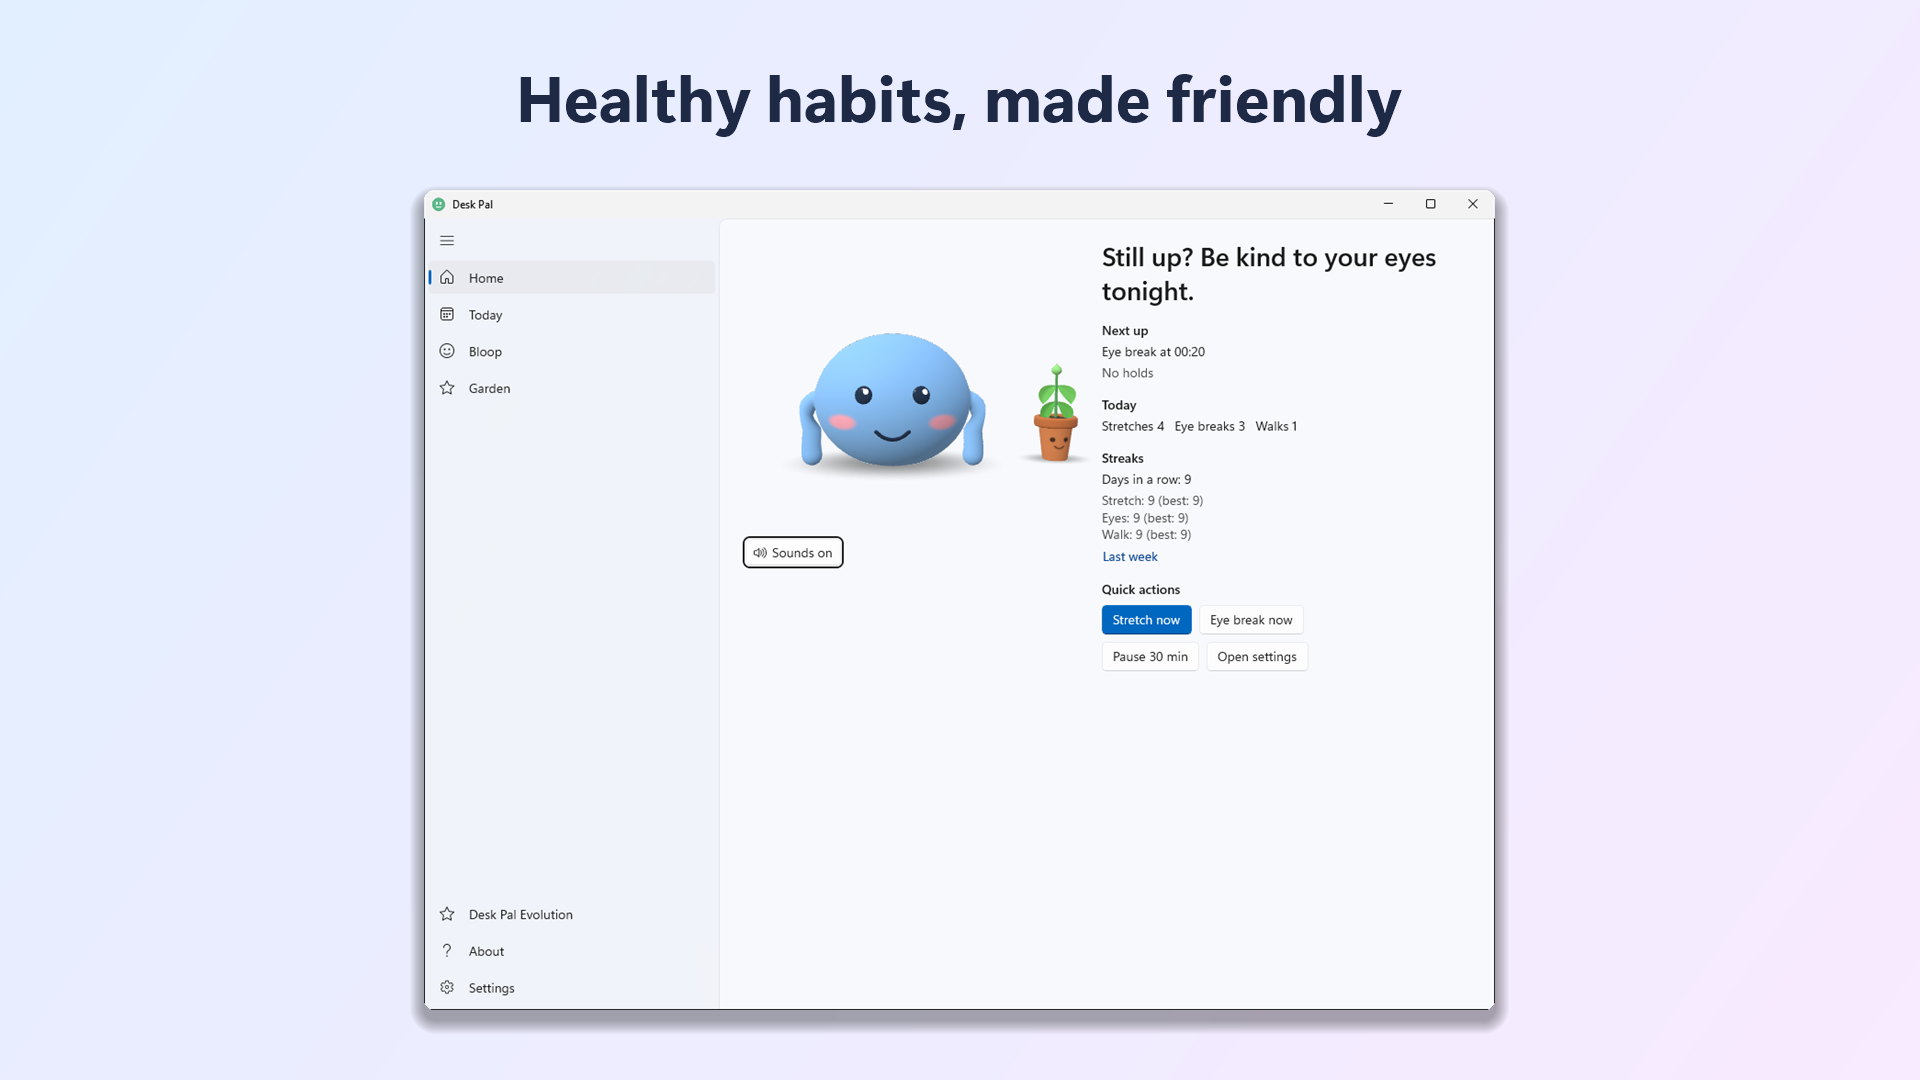 Healthy habits, made friendly
Desk Pal
Home
Today
Bloop
Garden
Desk Pal Evolution
About
Settings
Sounds on
Still up? Be kind to your eyes
tonight.
Next up
Eye break at 00:20
No holds
Today
Stretches 4 Eye breaks 3 Walks 1
Streaks
Days in a row: 9
Stretch: 9 (best: 9)
Eyes: 9 (best: 9)
Walk: 9 (best: 9)
Last week
Quick actions
Stretch now Eye break now
Pause 30 min Open settings